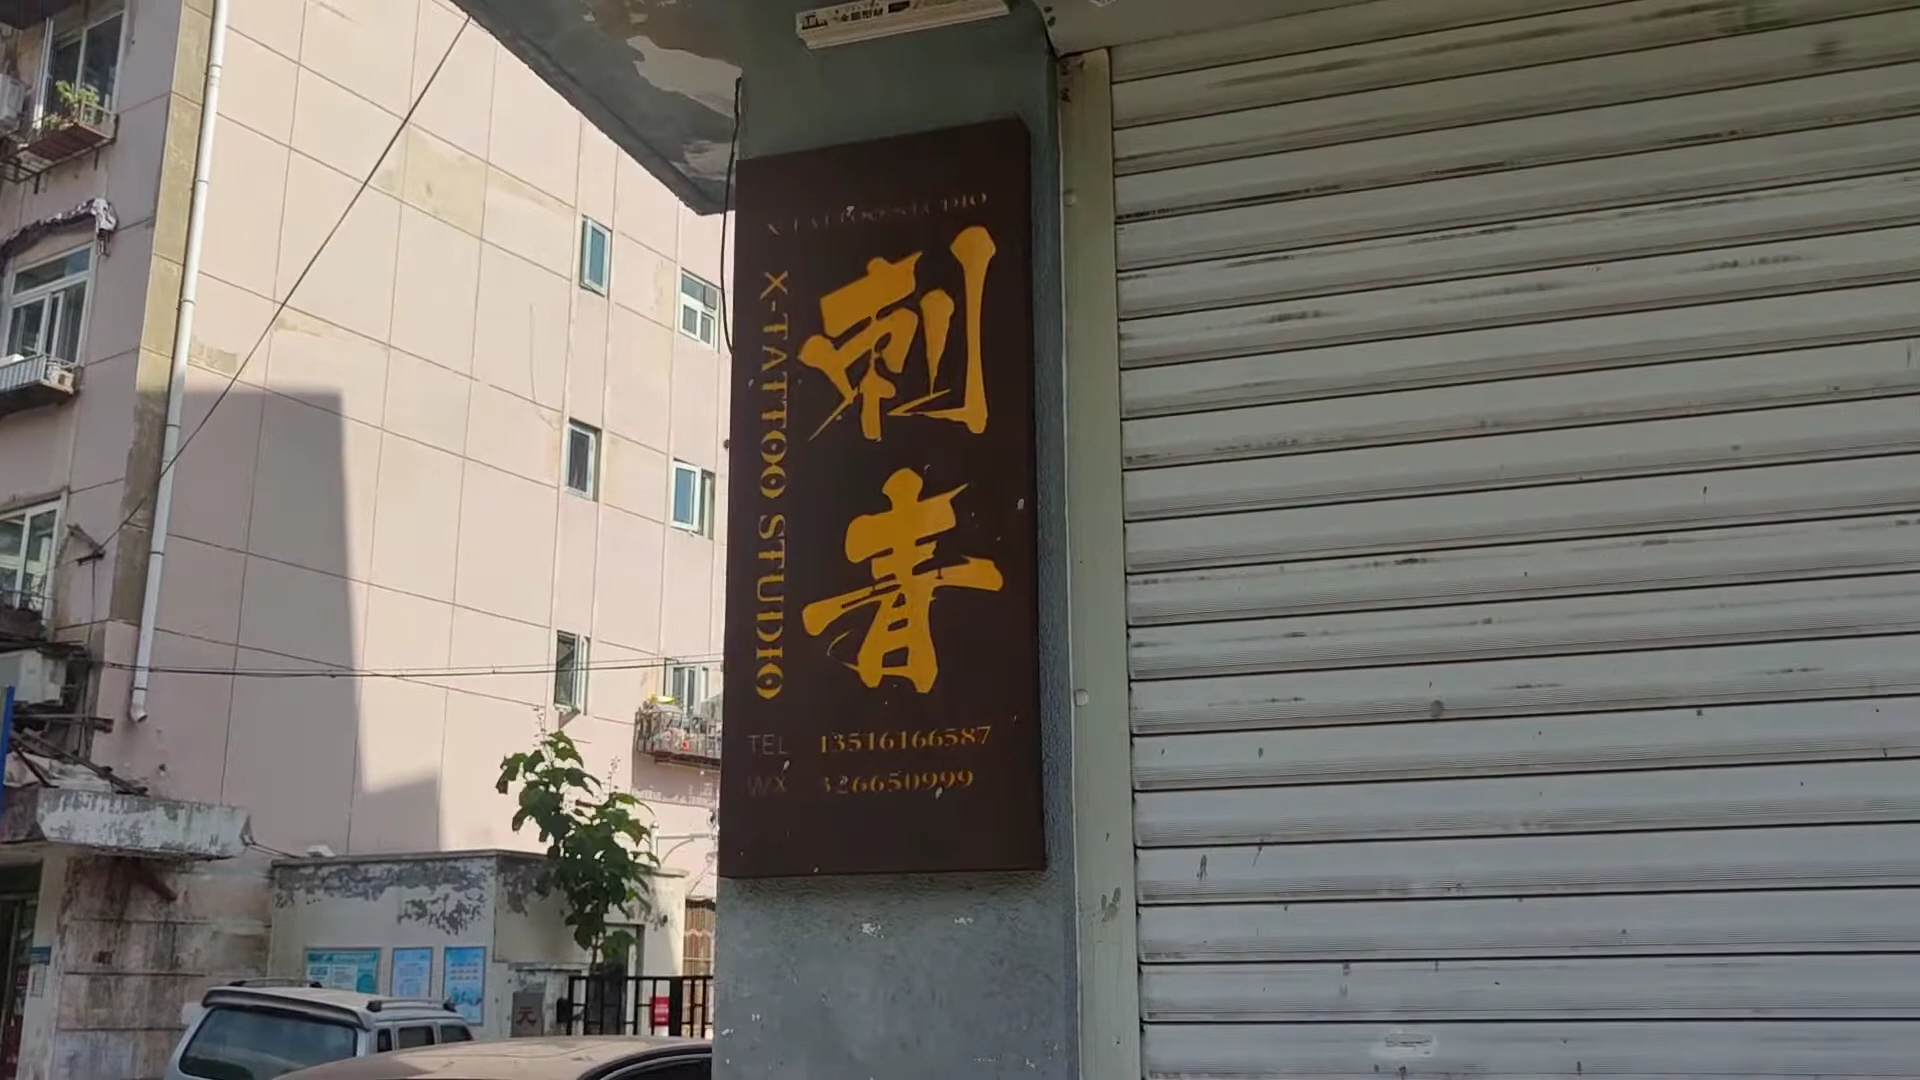 X-TATTOO STUDIO
X-TATTOO STUDIO
刺青
TEL 13516166587
WX 326650999